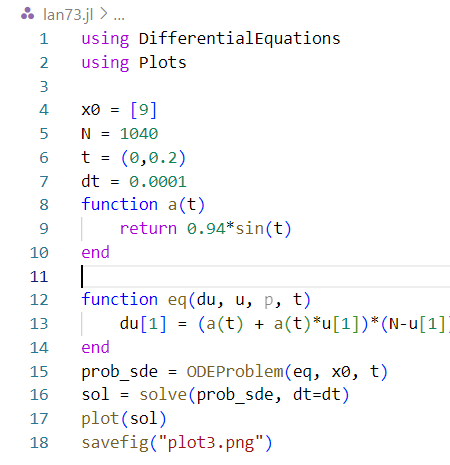 lan73.jl > ...
1 using DifferentialEquations
2 using Plots
3
4 x0 = [9]
5 N = 1040
6 t = (0,0.2)
7 dt = 0.0001
8 function a(t)
9     return 0.94*sin(t)
10 end
11
12 function eq(du, u, p, t)
13     du[1] = (a(t) + a(t)*u[1])*(N-u[1])
14 end
15 prob_sde = ODEProblem(eq, x0, t)
16 sol = solve(prob_sde, dt=dt)
17 plot(sol)
18 savefig("plot3.png")